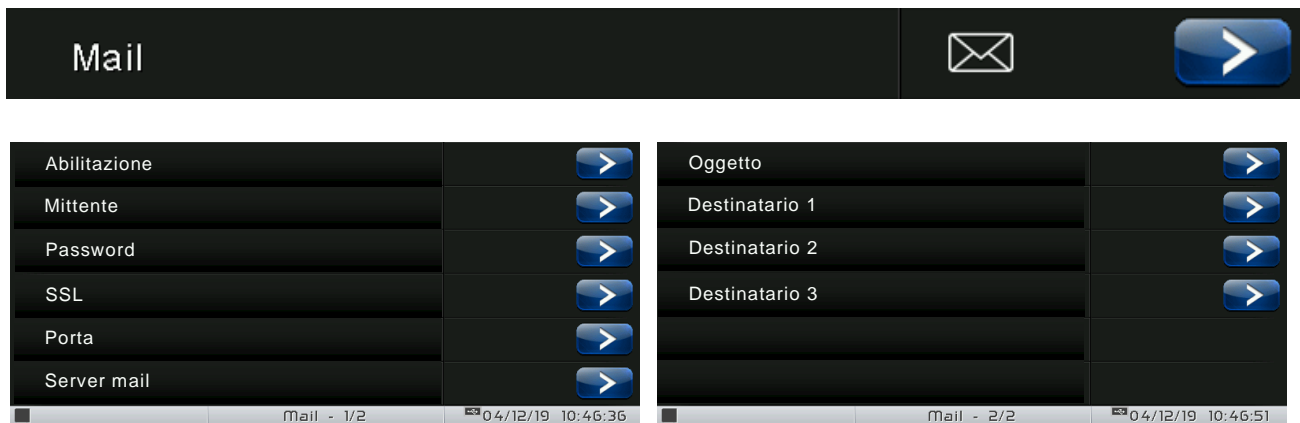 Mail
Abilitazione
Mittente
Password
SSL
Porta
Server mail
Mail - 1/2 04/12/19 10:46:36
Oggetto
Destinatario 1
Destinatario 2
Destinatario 3
Mail - 2/2 04/12/19 10:46:51